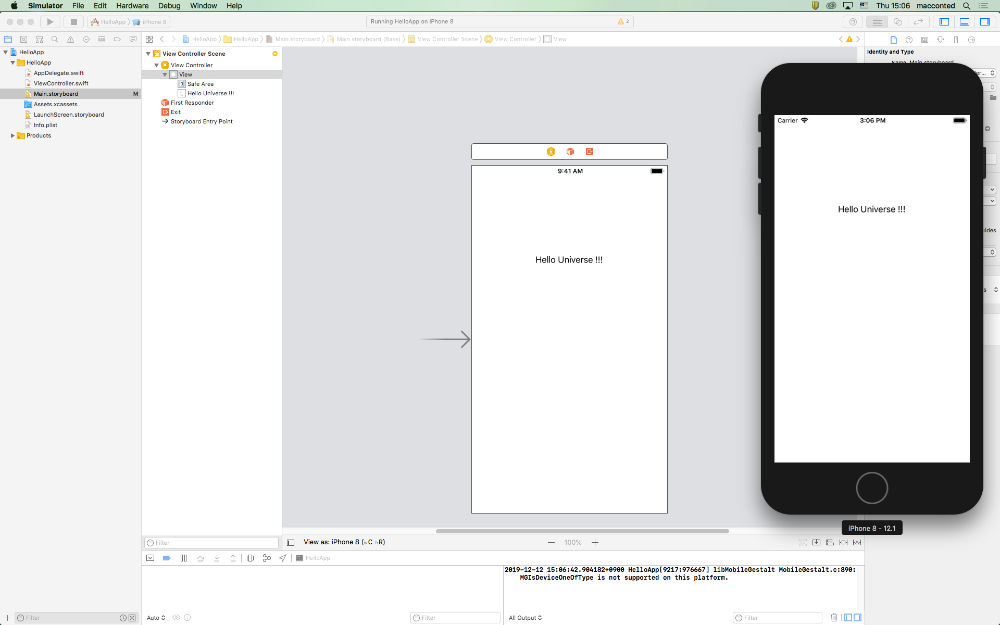 Simulator File Edit Hardware Debug Window Help Thu 15:06 macconted
HelloApp iPhone 8 Running HelloApp on iPhone 8 2
HelloApp HelloApp Main.storyboard Main.storyboard (Base) View Controller Scene View Controller View
HelloApp
HelloApp
AppDelegate.swift
ViewController.swift
Main.storyboard M
Assets.xcassets
LaunchScreen.storyboard
Info.plist
Products
View Controller Scene
View Controller
View
Safe Area
L Hello Universe !!!
First Responder
Exit
Storyboard Entry Point
9:41 AM
Hello Universe !!!
Identity and Type
Name Main.storyboard
Carrier 3:06 PM
Hello Universe !!!
iPhone 8 - 12.1
Filter
View as: iPhone 8 (wC hR) 100%
HelloApp
2019-12-12 15:06:42.904182+0900 HelloApp[9217:976667] libMobileGestalt MobileGestalt.c:890:
MGIsDeviceOneOfType is not supported on this platform.
Filter
Auto
Filter
All Output
Filter